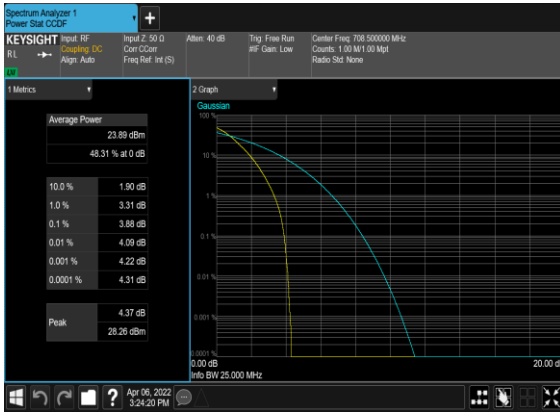 Spectrum Analyzer 1
Power Stat CCDF
+
KEYSIGHT
RL
Input: RF
Coupling: DC
Align: Auto
Input Z: 50 Ω
Corr CCorr
Freq Ref: Int (S)
Atten: 40 dB
Trig: Free Run
#IF Gain: Low
Center Freq: 708.500000 MHz
Counts: 1.00 M/1.00 Mpt
Radio Std: None
1 Metrics
Average Power
23.89 dBm
48.31 % at 0 dB
10.0 % 1.90 dB
1.0 % 3.31 dB
0.1 % 3.88 dB
0.01 % 4.09 dB
0.001 % 4.22 dB
0.0001 % 4.31 dB
Peak
4.37 dB
28.26 dBm
2 Graph
Gaussian
100 %
10 %
1 %
0.1 %
0.01 %
0.001 %
0.0001 %
0.00 dB
20.00 d
Info BW 25.000 MHz
?
Apr 06, 2022
3:24:20 PM